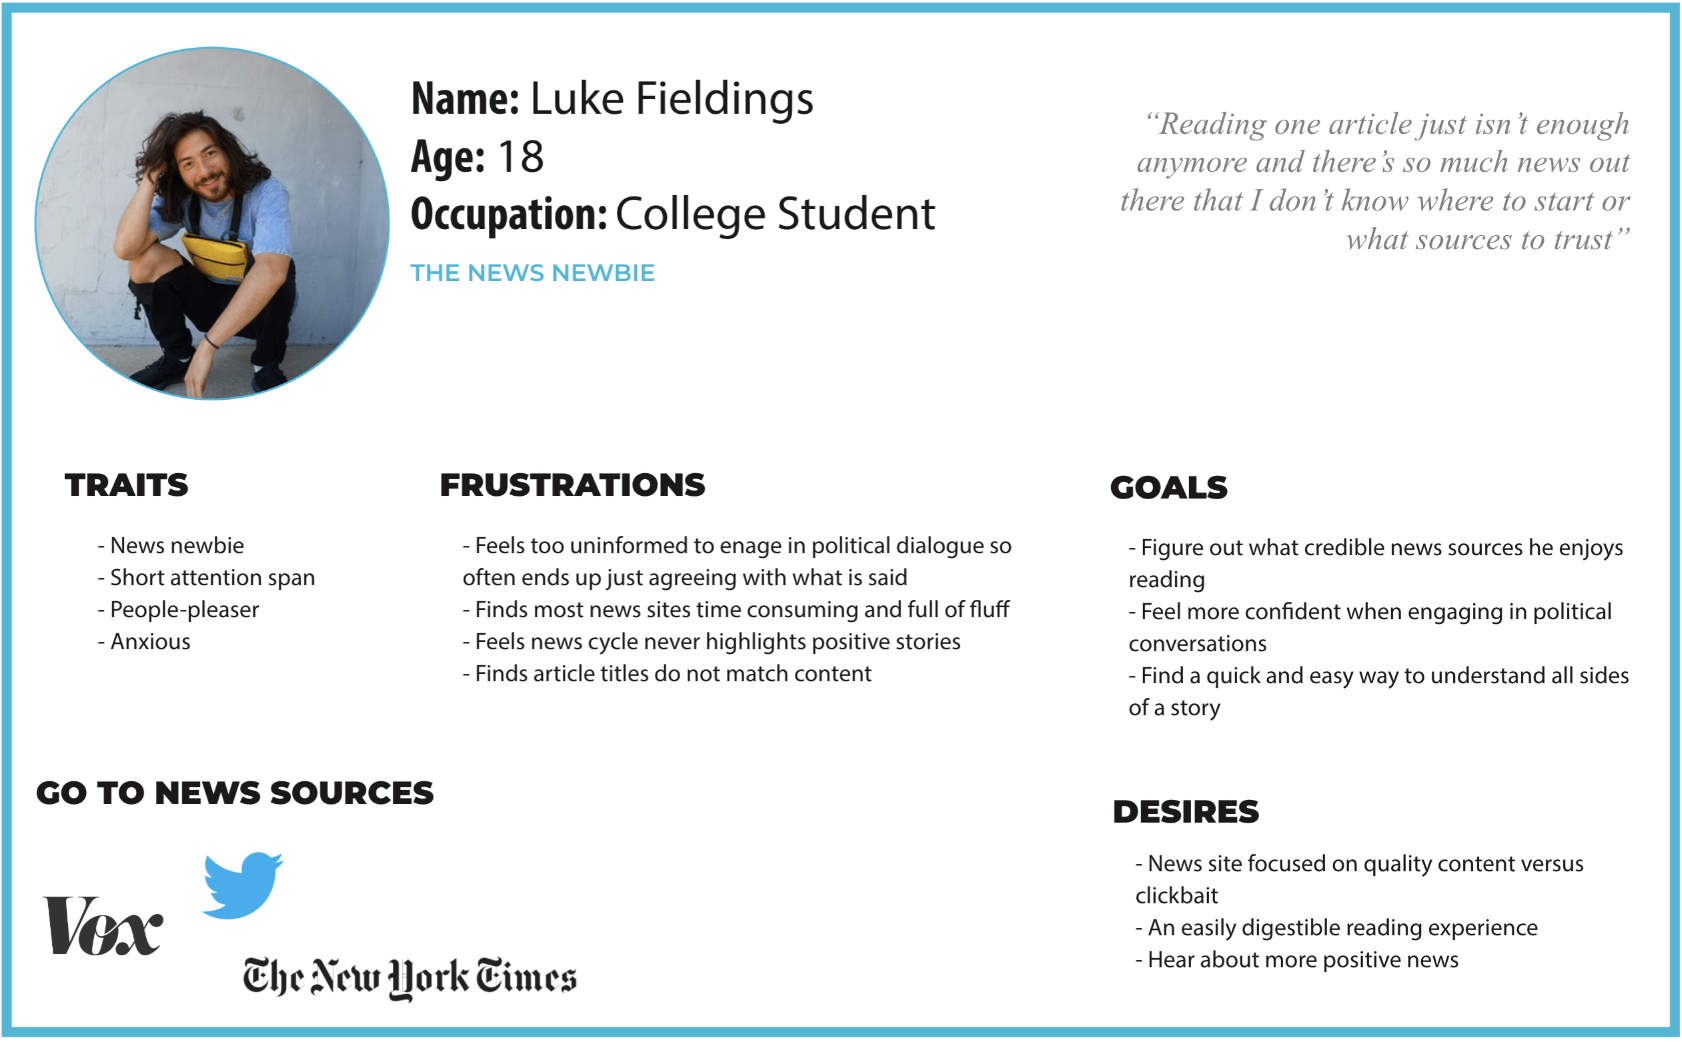 Name: Luke Fieldings
Age: 18
Occupation: College Student
THE NEWS NEWBIE
“Reading one article just isn’t enough
anymore and there’s so much news out
there that I don’t know where to start or
what sources to trust”
TRAITS
- News newbie
- Short attention span
- People-pleaser
- Anxious
FRUSTRATIONS
- Feels too uninformed to enage in political dialogue so
often ends up just agreeing with what is said
- Finds most news sites time consuming and full of fluff
- Feels news cycle never highlights positive stories
- Finds article titles do not match content
GOALS
- Figure out what credible news sources he enjoys
reading
- Feel more confident when engaging in political
conversations
- Find a quick and easy way to understand all sides
of a story
GO TO NEWS SOURCES
Vox
The New York Times
DESIRES
- News site focused on quality content versus
clickbait
- An easily digestible reading experience
- Hear about more positive news